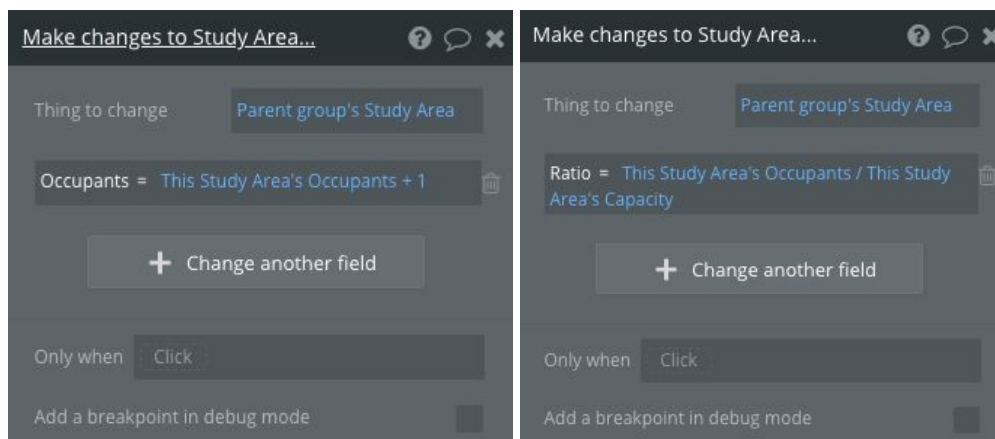 Make changes to Study Area...
Thing to change Parent group's Study Area
Occupants = This Study Area's Occupants + 1
+ Change another field
Only when Click
Add a breakpoint in debug mode
Make changes to Study Area...
Thing to change Parent group's Study Area
Ratio = This Study Area's Occupants / This Study
Area's Capacity
+ Change another field
Only when Click
Add a breakpoint in debug mode